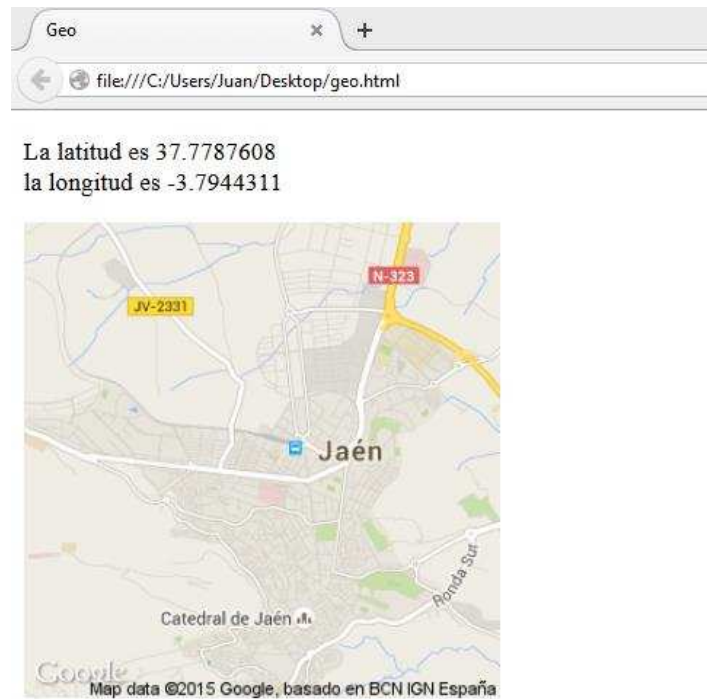 Geo
file:///C:/Users/Juan/Desktop/geo.html
La latitud es 37.7787608
la longitud es -3.7944311
N-323
JV-2331
Jaén
Ronda Sur
Catedral de Jaén
Google
Map data ©2015 Google, basado en BCN IGN España